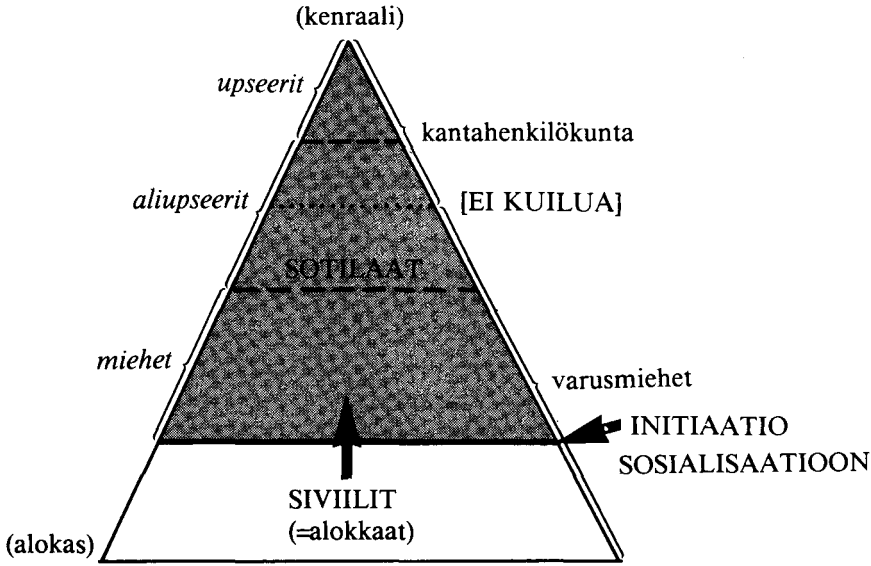 (kenraali)
upseerit
kantahenkilökunta
aliupseerit
[EI KUILUA]
SOTILAAT
miehet
varusmiehet
INITIAATIO
SOSIALISAATIOON
SIVIILIT
(=alokkaat)
(alokas)